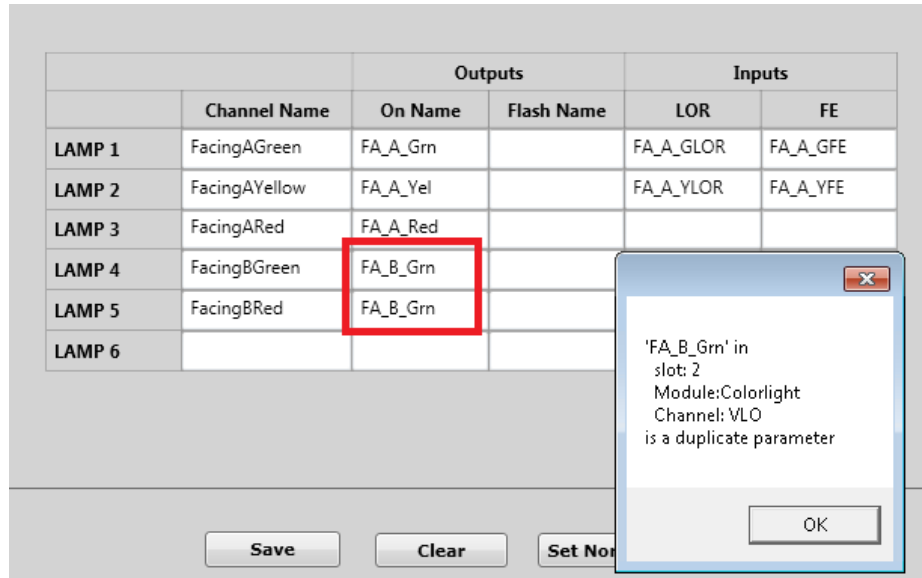 Outputs Inputs
Channel Name On Name Flash Name LOR FE
LAMP 1 FacingAGreen FA_A_Grn FA_A_GLOR FA_A_GFE
LAMP 2 FacingAYellow FA_A_Yel FA_A_YLOR FA_A_YFE
LAMP 3 FacingARed FA_A_Red
LAMP 4 FacingBGreen FA_B_Grn
LAMP 5 FacingBRed FA_B_Grn
LAMP 6
'FA_B_Grn' in
slot: 2
Module:Colorlight
Channel: VLO
is a duplicate parameter
OK
Save Clear Set Nor